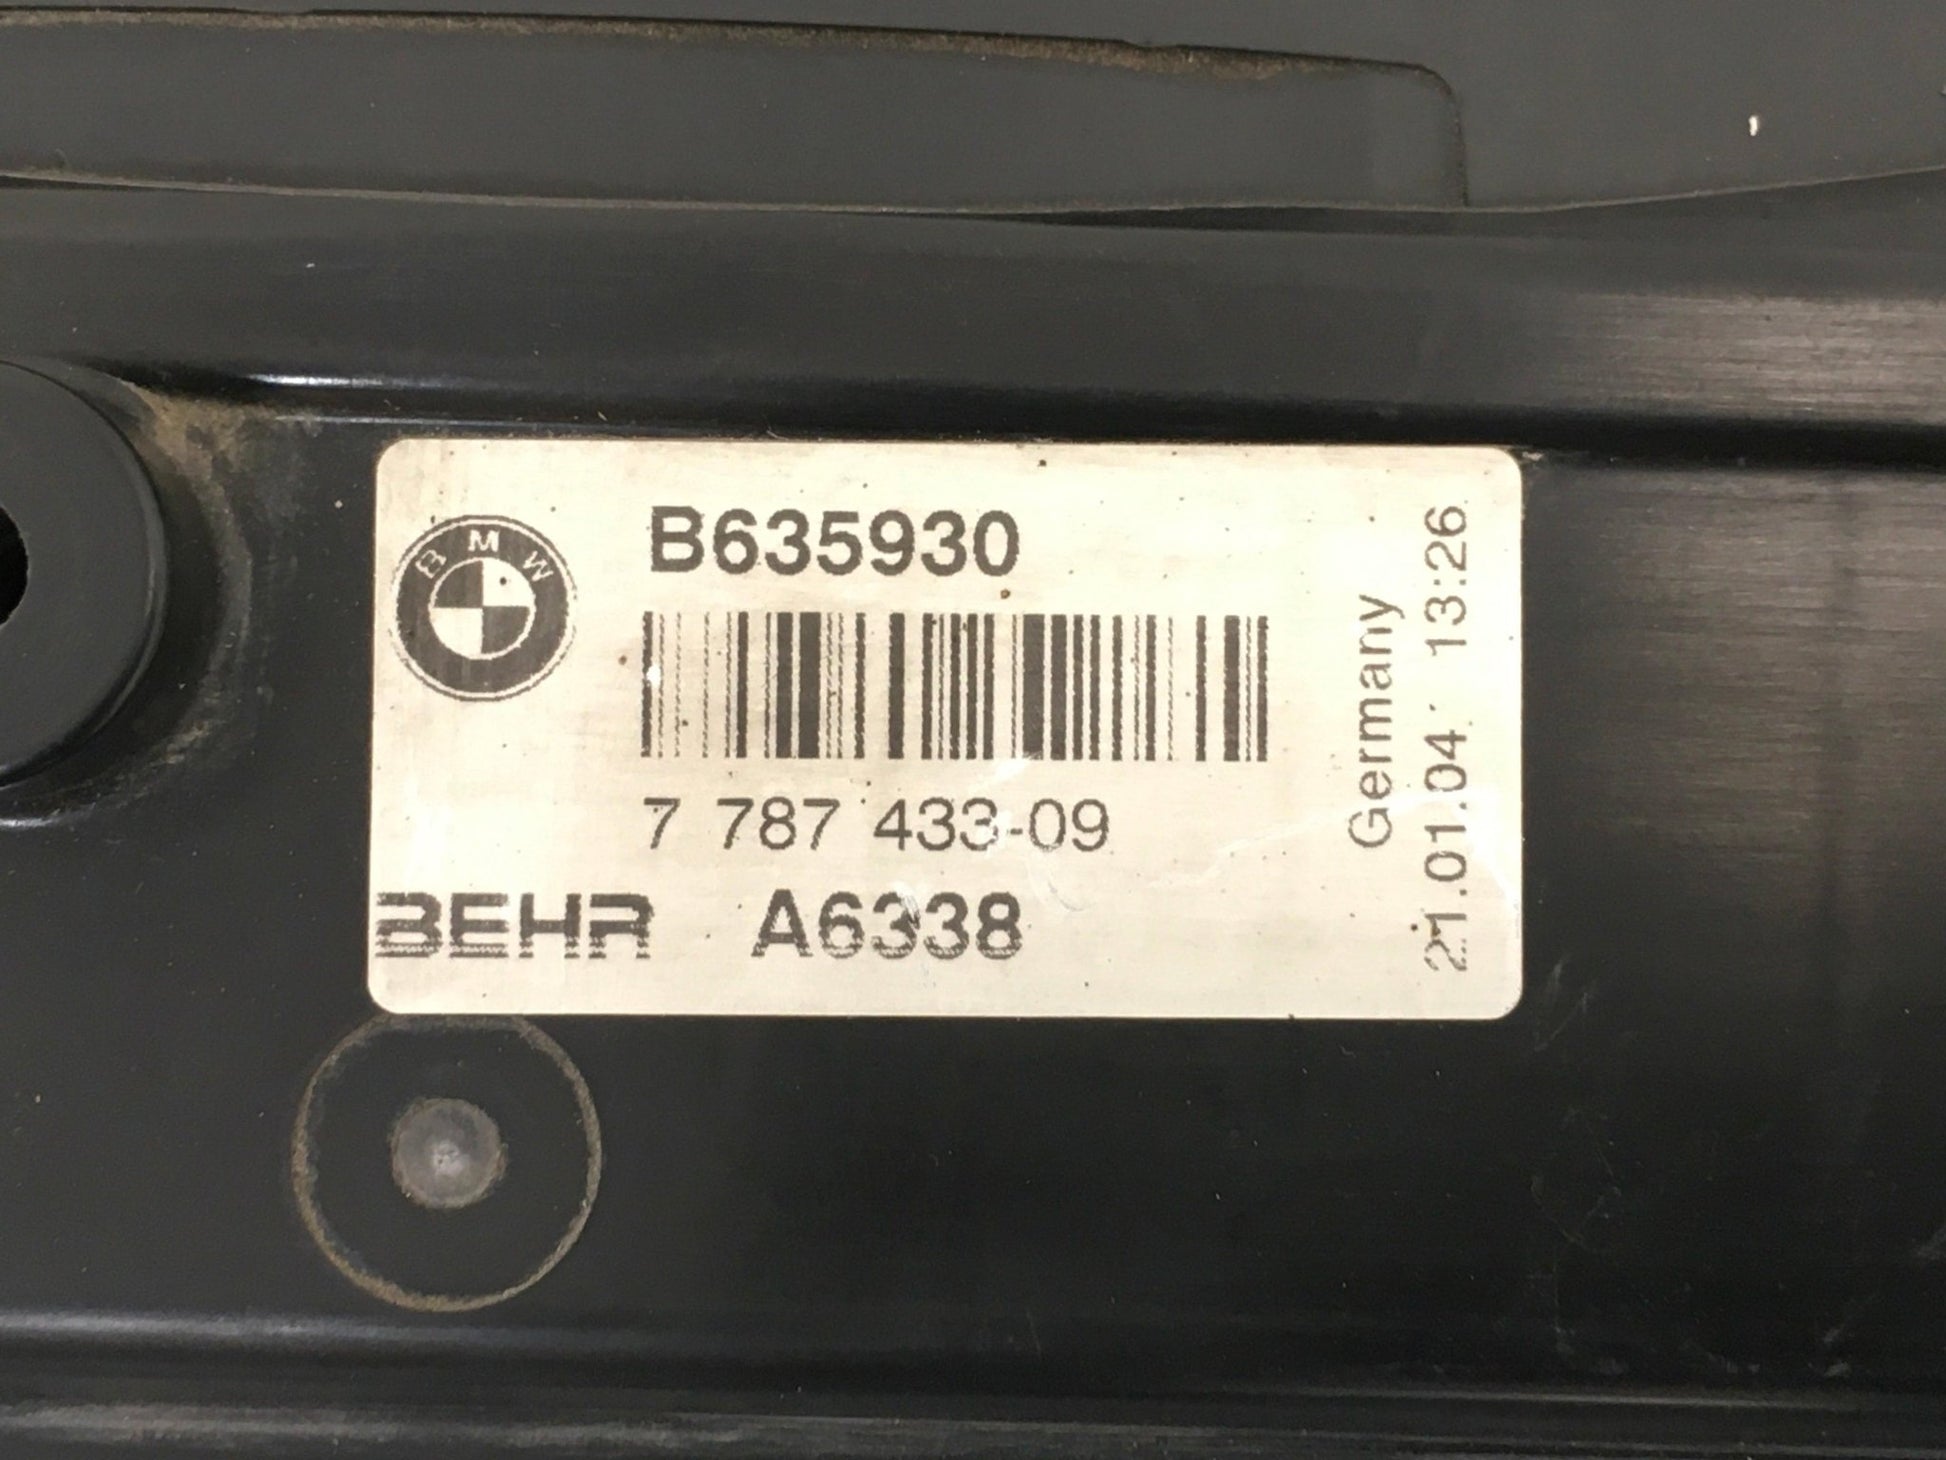 BMW
B635930
7 787 433-09
BEHR A6338
Germany
21.01.04 13:26